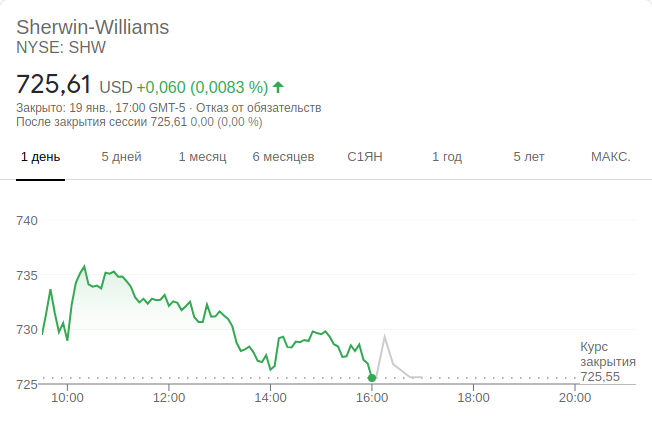 Sherwin-Williams
NYSE: SHW
725,61 USD +0,060 (0,0083 %)
Закрыто: 19 янв., 17:00 GMT-5 · Отказ от обязательств
После закрытия сессии 725,61 0,00 (0,00 %)
1 день 5 дней 1 месяц 6 месяцев С1ЯН 1 год 5 лет МАКС.
740
735
730
Курс
закрытия
725,55
725
10:00 12:00 14:00 16:00 18:00 20:00